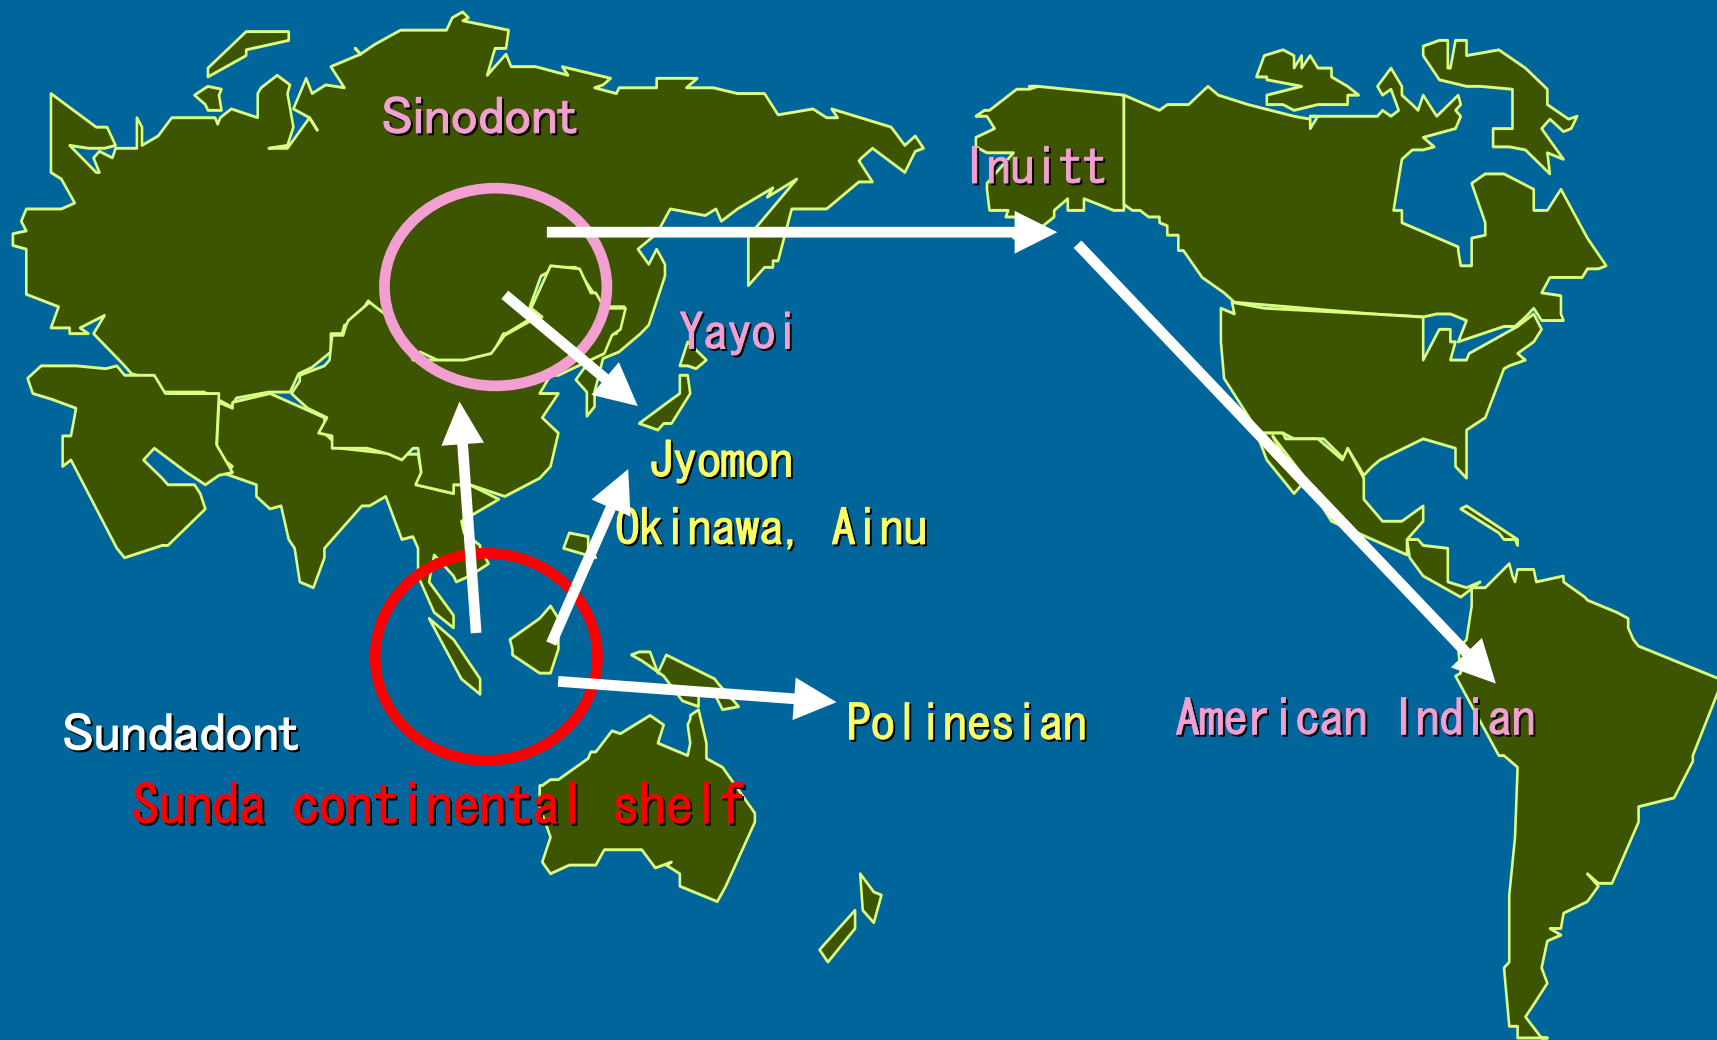 Sinodont
Inuitt
Yayoi
Jyomon
Okinawa, Ainu
Polinesian
American Indian
Sundadont
Sunda continental shelf